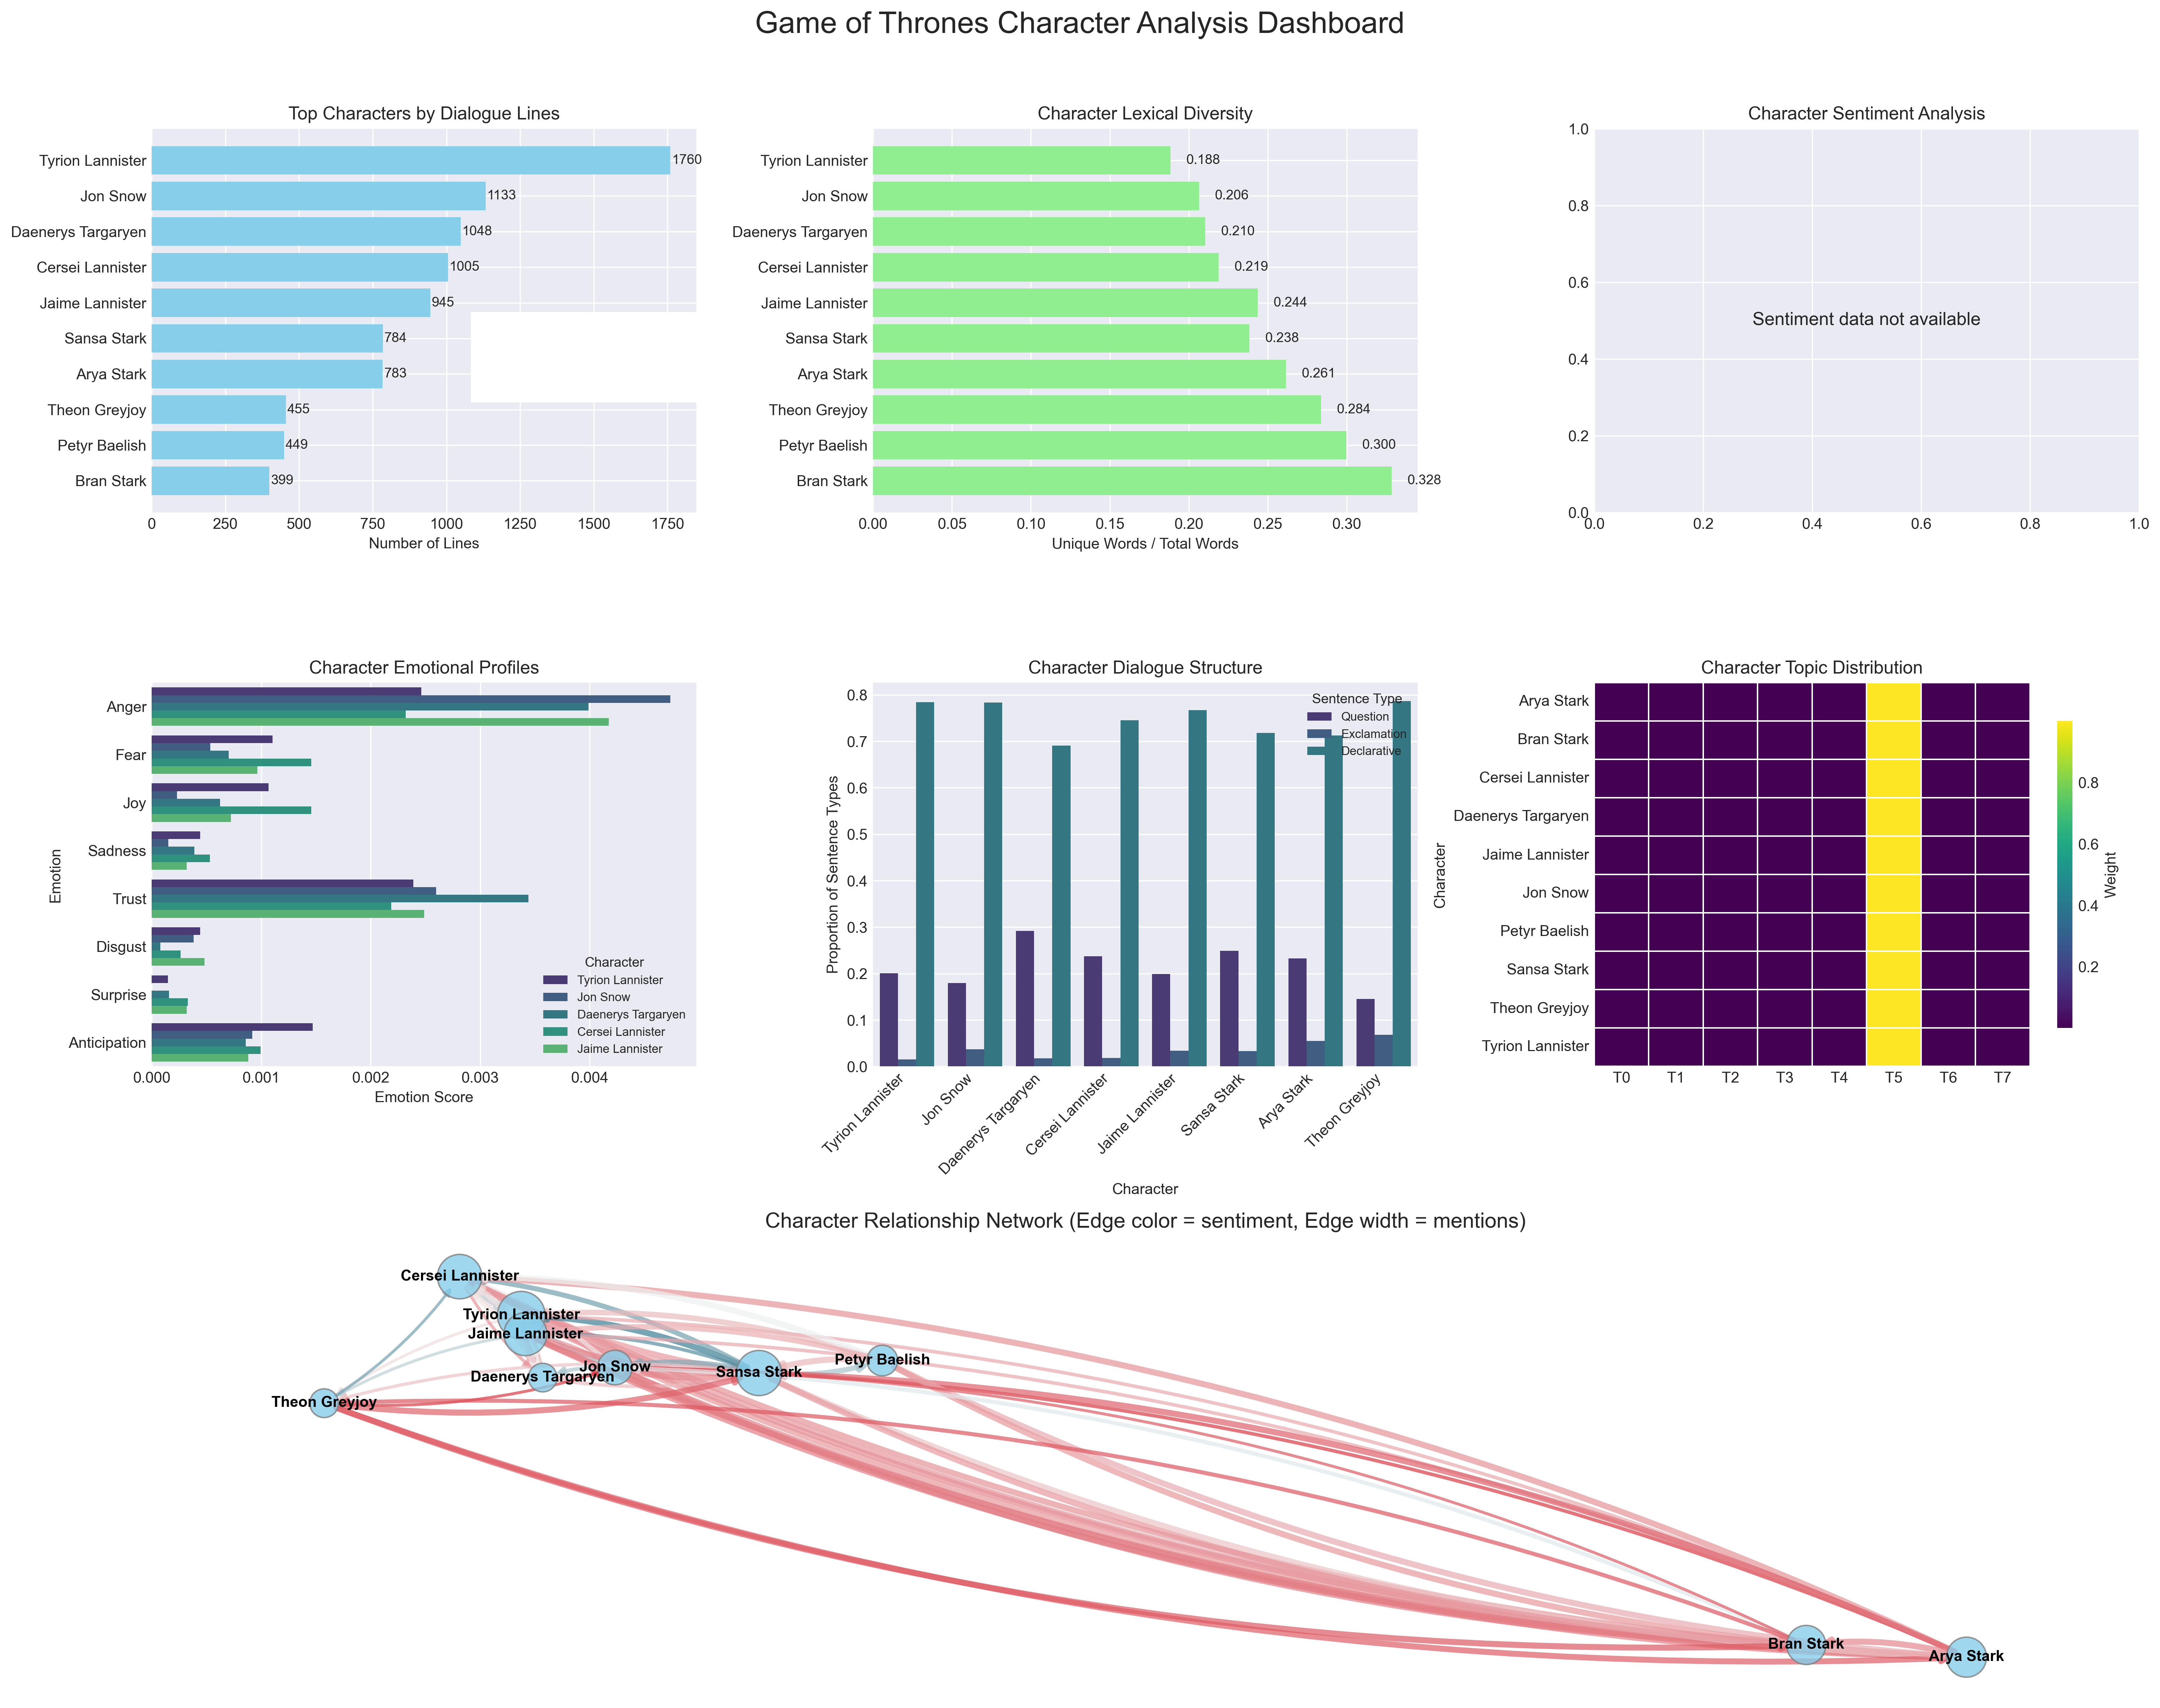 Game of Thrones Character Analysis Dashboard
Top Characters by Dialogue Lines
Tyrion Lannister 1760
Jon Snow 1133
Daenerys Targaryen 1048
Cersei Lannister 1005
Jaime Lannister 945
Sansa Stark 784
Arya Stark 783
Theon Greyjoy 455
Petyr Baelish 449
Bran Stark 399
0 250 500 750 1000 1250 1500 1750
Number of Lines
Character Lexical Diversity
Tyrion Lannister 0.188
Jon Snow 0.206
Daenerys Targaryen 0.210
Cersei Lannister 0.219
Jaime Lannister 0.244
Sansa Stark 0.238
Arya Stark 0.261
Theon Greyjoy 0.284
Petyr Baelish 0.300
Bran Stark 0.328
0.00 0.05 0.10 0.15 0.20 0.25 0.30
Unique Words / Total Words
Character Sentiment Analysis
1.0
0.8
0.6
Sentiment data not available
0.4
0.2
0.0
0.0 0.2 0.4 0.6 0.8 1.0
Character Emotional Profiles
Emotion
Anger
Fear
Joy
Sadness
Trust
Disgust
Surprise
Anticipation
Character
Tyrion Lannister
Jon Snow
Daenerys Targaryen
Cersei Lannister
Jaime Lannister
0.000 0.001 0.002 0.003 0.004
Emotion Score
Character Dialogue Structure
Proportion of Sentence Types
0.8
0.7
0.6
0.5
0.4
0.3
0.2
0.1
0.0
Sentence Type
Question
Exclamation
Declarative
Tyrion Lannister
Jon Snow
Daenerys Targaryen
Cersei Lannister
Jaime Lannister
Sansa Stark
Arya Stark
Theon Greyjoy
Character
Character Topic Distribution
Character
Arya Stark
Bran Stark
Cersei Lannister
Daenerys Targaryen
Jaime Lannister
Jon Snow
Petyr Baelish
Sansa Stark
Theon Greyjoy
Tyrion Lannister
T0 T1 T2 T3 T4 T5 T6 T7
0.8
0.6
0.4
0.2
Weight
Character Relationship Network (Edge color = sentiment, Edge width = mentions)
Cersei Lannister
Tyrion Lannister
Jaime Lannister
Petyr Baelish
Jon Snow
Sansa Stark
Daenerys Targaryen
Theon Greyjoy
Bran Stark
Arya Stark